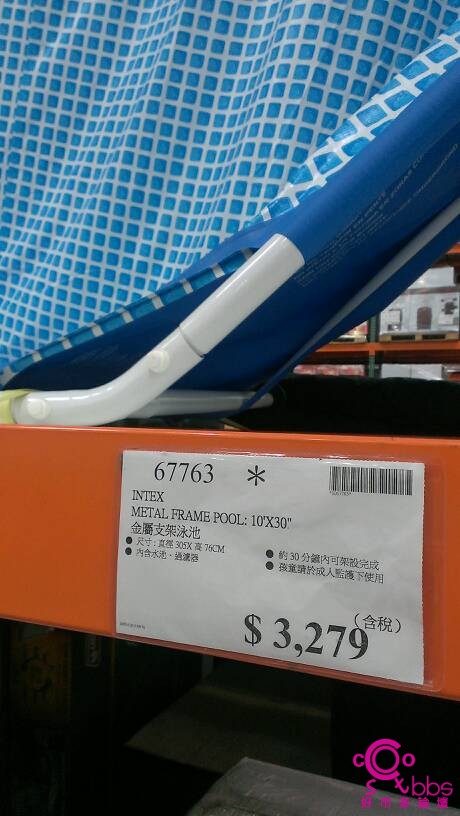 67763 *
INTEX
METAL FRAME POOL: 10'X30"
金屬支架泳池
● 尺寸 : 直徑 305X 高 76CM
● 內含水池、過濾器
● 約 30 分鐘內可架設完成
● 孩童請於成人監護下使用
$ 3,279 (含稅)